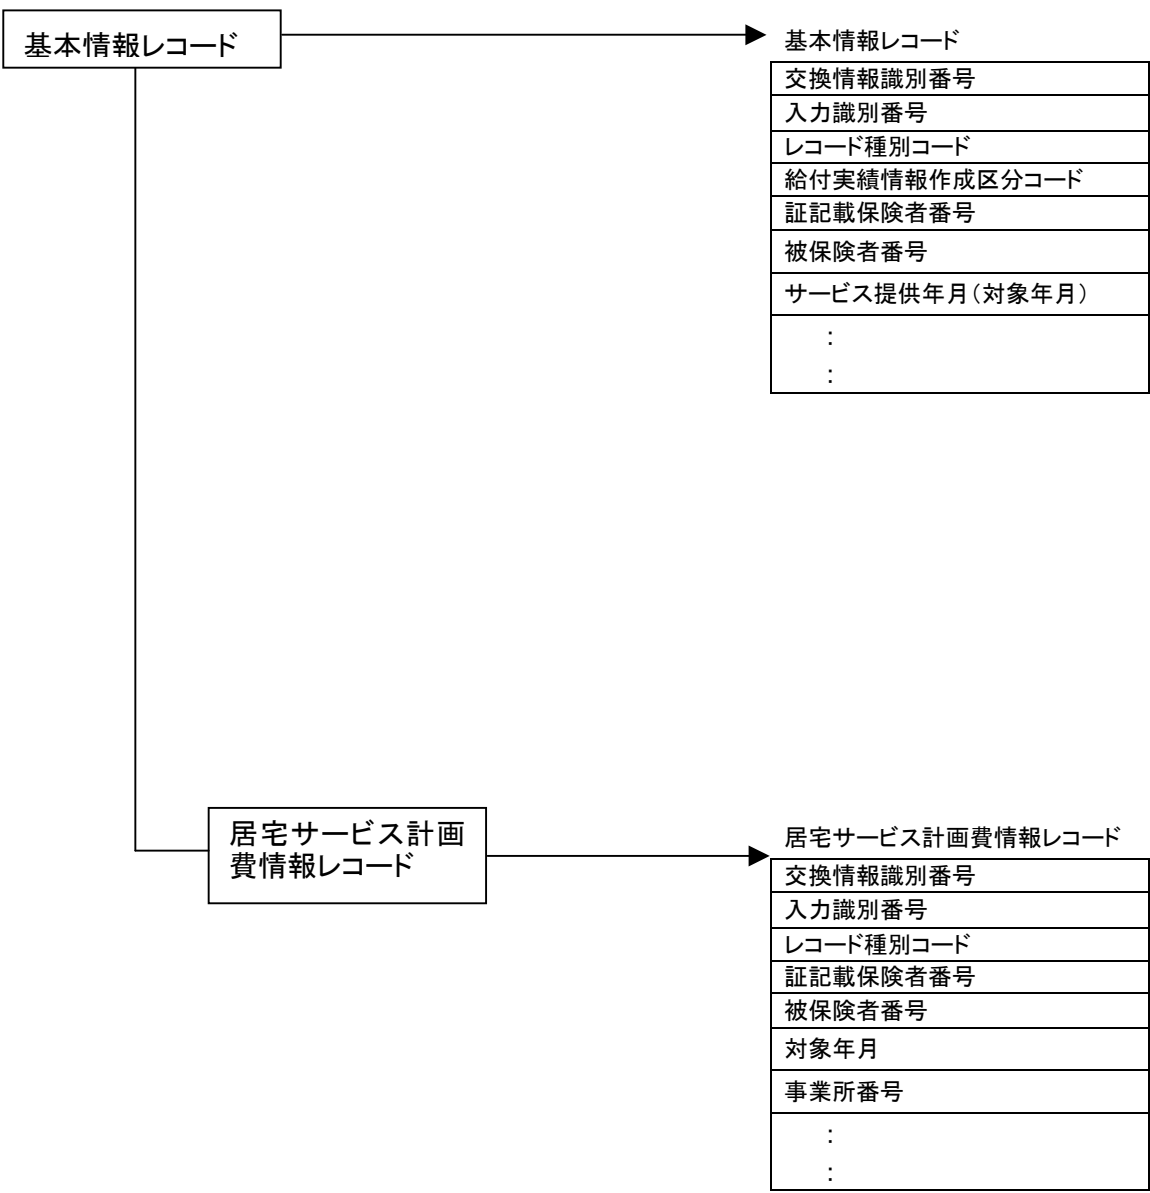 基本情報レコード
基本情報レコード
交換情報識別番号
入力識別番号
レコード種別コード
給付実績情報作成区分コード
証記載保険者番号
被保険者番号
サービス提供年月(対象年月)
:
:
居宅サービス計画
費情報レコード
居宅サービス計画費情報レコード
交換情報識別番号
入力識別番号
レコード種別コード
証記載保険者番号
被保険者番号
対象年月
事業所番号
:
: